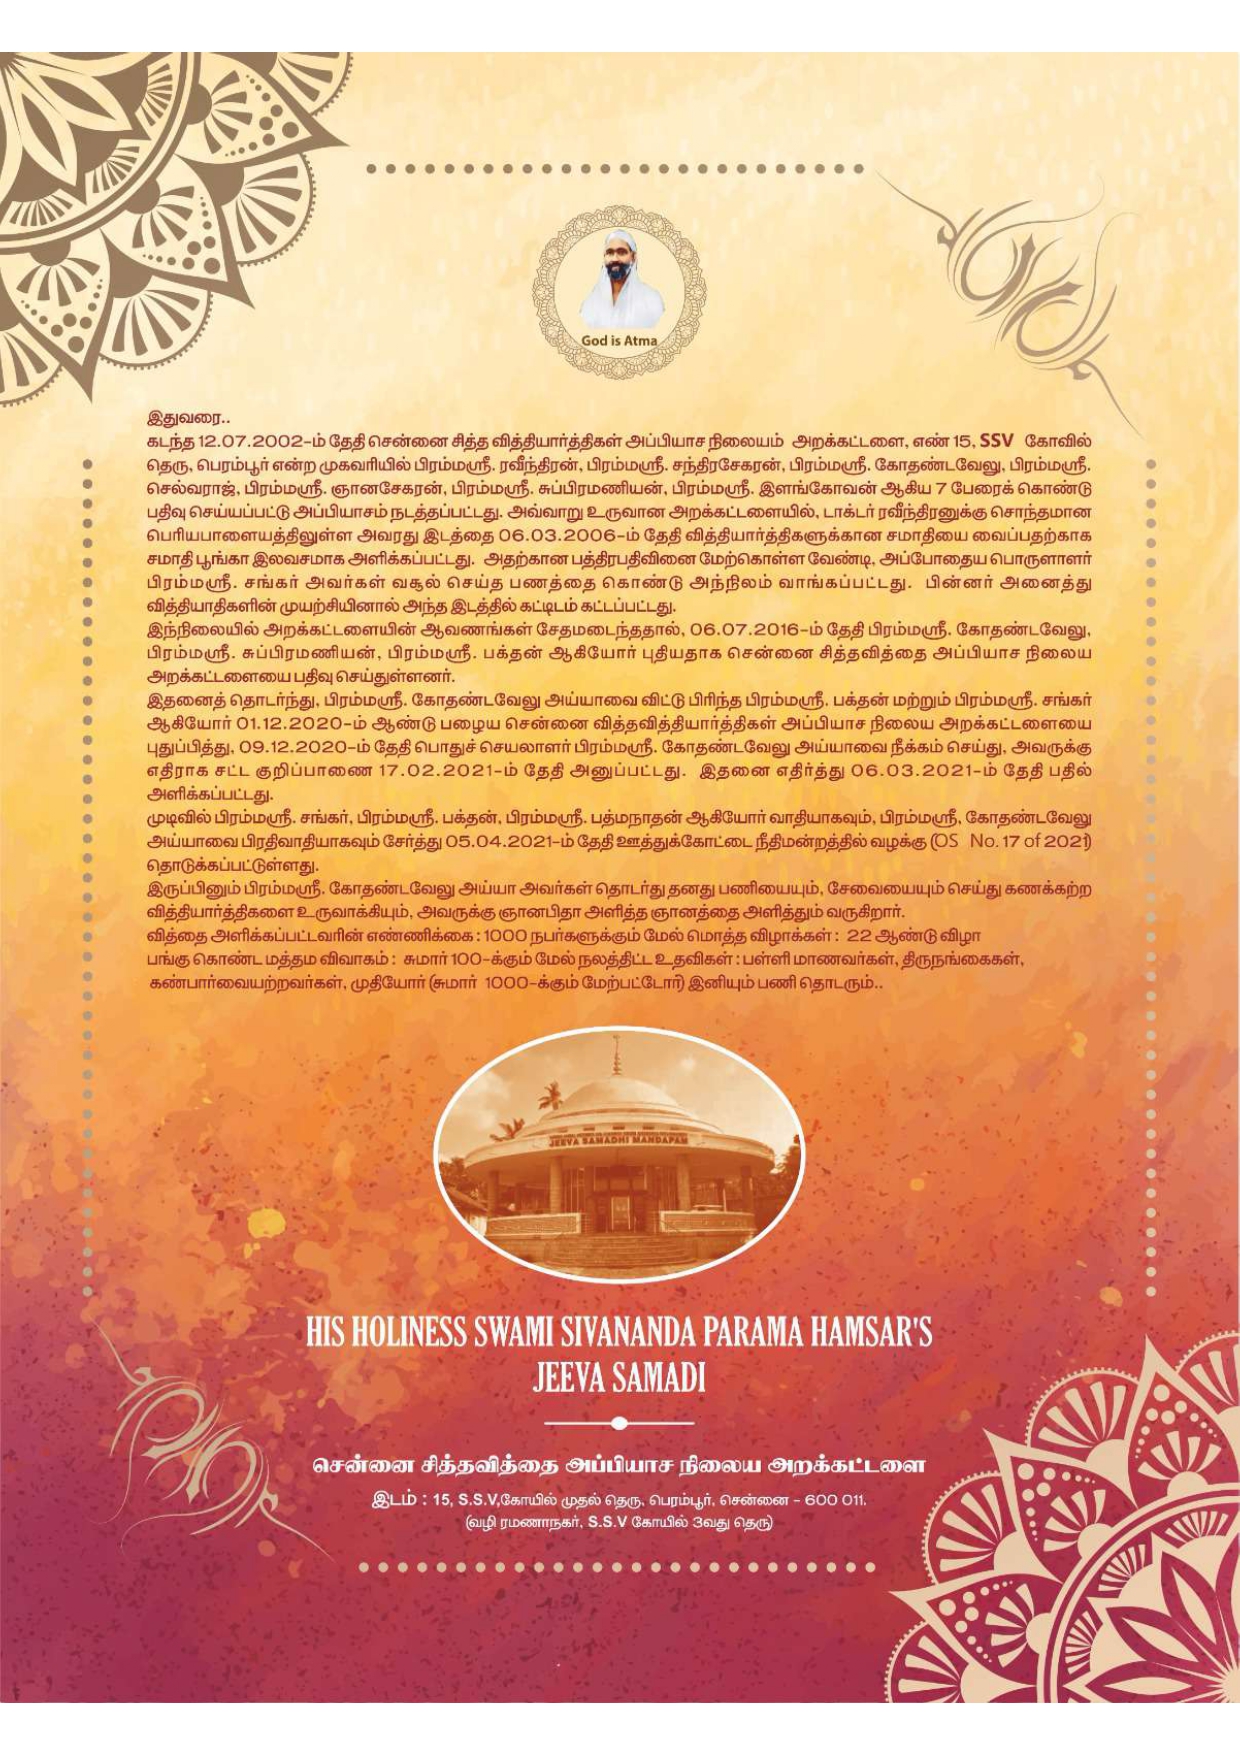 God is Atma
இதுவரை..
கடந்த 12.07.2002-ம் தேதி சென்னை சித்த வித்தியார்த்திகள் அப்பியாச நிலையம் அறக்கட்டளை, எண் 15, SSV கோவில்
தெரு, பெரம்பூர் என்ற முகவரியில் பிரம்மஸ்ரீ. ரவீந்திரன், பிரம்மஸ்ரீ. சந்திரசேகரன், பிரம்மஸ்ரீ. கோதண்டவேலு, பிரம்மஸ்ரீ.
செல்வராஜ், பிரம்மஸ்ரீ. ஞானசேகரன், பிரம்மஸ்ரீ. சுப்பிரமணியன், பிரம்மஸ்ரீ. இளங்கோவன் ஆகிய 7 பேரைக் கொண்டு
பதிவு செய்யப்பட்டு அப்பியாசம் நடத்தப்பட்டது. அவ்வாறு உருவான அறக்கட்டளையில், டாக்டர் ரவீந்திரனுக்கு சொந்தமான
பெரியபாளையத்திலுள்ள அவரது இடத்தை 06.03.2006-ம் தேதி வித்தியார்த்திகளுக்கான சமாதியை வைப்பதற்காக
சமாதி பூங்கா இலவசமாக அளிக்கப்பட்டது. அதற்கான பத்திரபதிவினை மேற்கொள்ள வேண்டி, அப்போதைய பொருளாளர்
பிரம்மஸ்ரீ. சங்கர் அவர்கள் வசூல் செய்த பணத்தை கொண்டு அந்நிலம் வாங்கப்பட்டது. பின்னர் அனைத்து
வித்தியாதிகளின் முயற்சியினால் அந்த இடத்தில் கட்டிடம் கட்டப்பட்டது.
இந்நிலையில் அறக்கட்டளையின் ஆவணங்கள் சேதமடைந்ததால், 06.07.2016-ம் தேதி பிரம்மஸ்ரீ. கோதண்டவேலு,
பிரம்மஸ்ரீ. சுப்பிரமணியன், பிரம்மஸ்ரீ. பக்தன் ஆகியோர் புதியதாக சென்னை சித்தவித்தை அப்பியாச நிலைய
அறக்கட்டளையை பதிவு செய்துள்ளனர்.
இதனைத் தொடர்ந்து, பிரம்மஸ்ரீ. கோதண்டவேலு அய்யாவை விட்டு பிரிந்த பிரம்மஸ்ரீ. பக்தன் மற்றும் பிரம்மஸ்ரீ. சங்கர்
ஆகியோர் 01.12.2020-ம் ஆண்டு பழைய சென்னை வித்தவித்தியார்த்திகள் அப்பியாச நிலைய அறக்கட்டளையை
புதுப்பித்து, 09.12.2020-ம் தேதி பொதுச் செயலாளர் பிரம்மஸ்ரீ. கோதண்டவேலு அய்யாவை நீக்கம் செய்து, அவருக்கு
எதிராக சட்ட குறிப்பாணை 17.02.2021-ம் தேதி அனுப்பட்டது. இதனை எதிர்த்து 06.03.2021-ம் தேதி பதில்
அளிக்கப்பட்டது.
முடிவில் பிரம்மஸ்ரீ. சங்கர், பிரம்மஸ்ரீ. பக்தன், பிரம்மஸ்ரீ. பத்மநாதன் ஆகியோர் வாதியாகவும், பிரம்மஸ்ரீ, கோதண்டவேலு
அய்யாவை பிரதிவாதியாகவும் சேர்த்து 05.04.2021-ம் தேதி ஊத்துக்கோட்டை நீதிமன்றத்தில் வழக்கு (OS No. 17 of 2021)
தொடுக்கப்பட்டுள்ளது.
இருப்பினும் பிரம்மஸ்ரீ. கோதண்டவேலு அய்யா அவர்கள் தொடர்து தனது பணியையும், சேவையையும் செய்து கணக்கற்ற
வித்தியார்த்திகளை உருவாக்கியும், அவருக்கு ஞானபிதா அளித்த ஞானத்தை அளித்தும் வருகிறார்.
வித்தை அளிக்கப்பட்டவரின் எண்ணிக்கை : 1000 நபர்களுக்கும் மேல் மொத்த விழாக்கள் : 22 ஆண்டு விழா
பங்கு கொண்ட மத்தம விவாகம் : சுமார் 100-க்கும் மேல் நலத்திட்ட உதவிகள் : பள்ளி மாணவர்கள், திருநங்கைகள்,
கண்பார்வையற்றவர்கள், முதியோர் (சுமார் 1000-க்கும் மேற்பட்டோர்) இனியும் பணி தொடரும்..
JEEVA SAMADHI MANDAPAM
HIS HOLINESS SWAMI SIVANANDA PARAMA HAMSAR'S
JEEVA SAMADI
சென்னை சித்தவித்தை அப்பியாச நிலைய அறக்கட்டளை
இடம் : 15, S.S.V,கோயில் முதல் தெரு, பெரம்பூர், சென்னை - 600 011.
(வழி ரமணாநகர், S.S.V கோயில் 3வது தெரு)